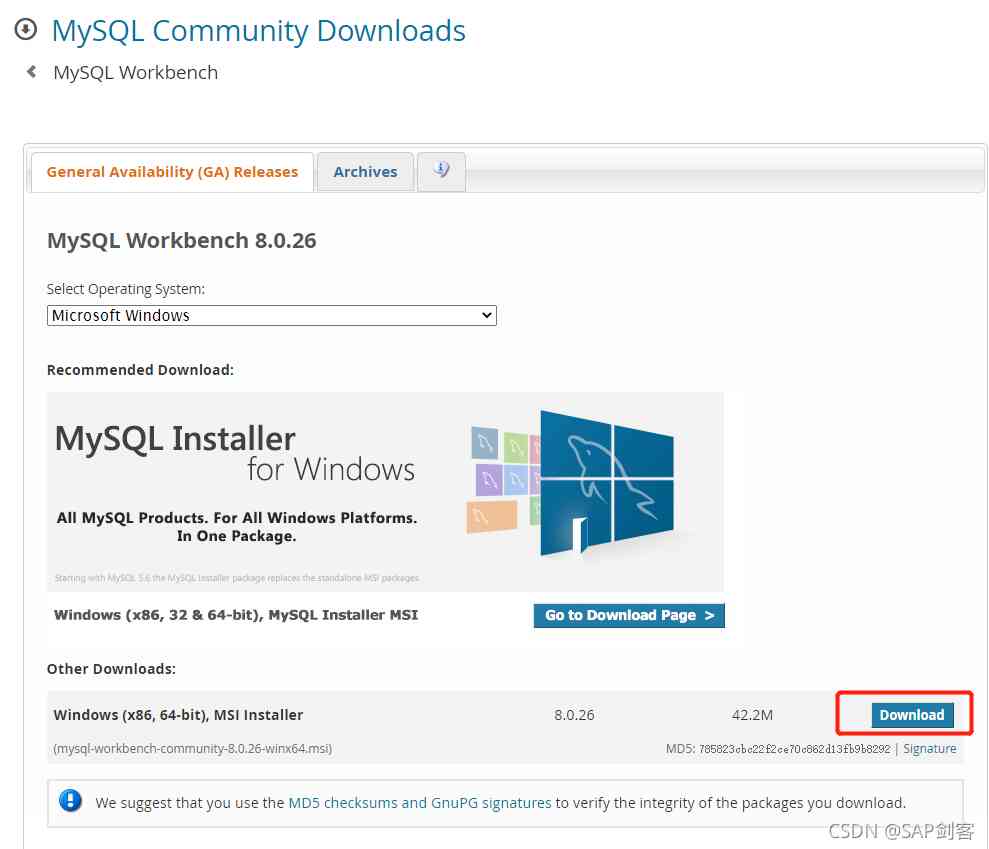 MySQL Community Downloads
MySQL Workbench
General Availability (GA) Releases
Archives
MySQL Workbench 8.0.26
Select Operating System:
Microsoft Windows
Recommended Download:
MySQL Installer
for Windows
All MySQL Products. For All Windows Platforms.
In One Package.
Starting with MySQL 5.6 the MySQL Installer package replaces the standalone MSI packages.
Windows (x86, 32 & 64-bit), MySQL Installer MSI
Go to Download Page >
Other Downloads:
Windows (x86, 64-bit), MSI Installer 8.0.26 42.2M Download
(mysql-workbench-community-8.0.26-winx64.msi) MD5: 785823cbc22f2ce70c862d13fb9b8292 | Signature
We suggest that you use the MD5 checksums and GnuPG signatures to verify the integrity of the packages you download.
CSDN @SAP剑客